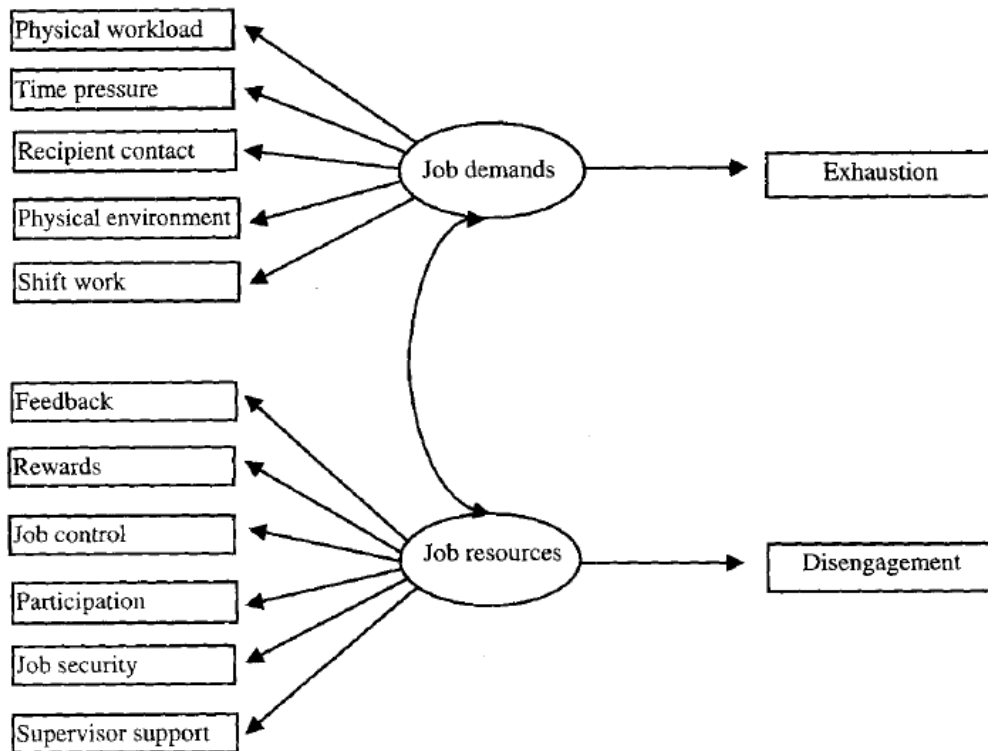 Physical workload
Time pressure
Recipient contact
Physical environment
Shift work
Job demands
Exhaustion
Feedback
Rewards
Job control
Participation
Job security
Supervisor support
Job resources
Disengagement